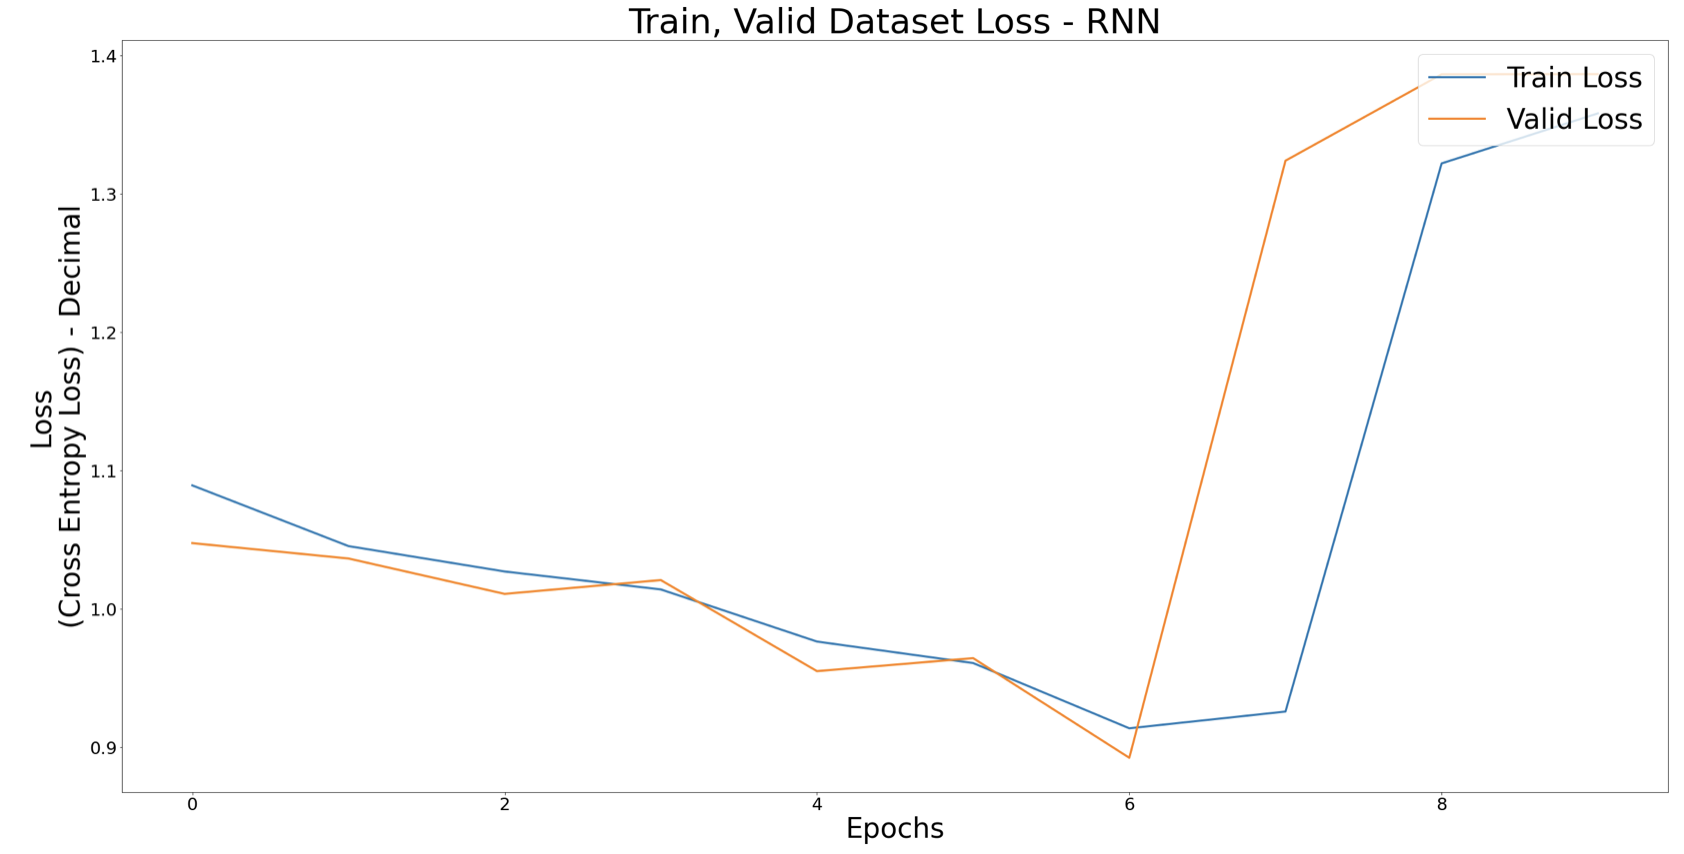 Train, Valid Dataset Loss - RNN
1.4
1.3
1.2
1.1
1.0
0.9
Loss
(Cross Entropy Loss) - Decimal
Train Loss
Valid Loss
0 2 4 6 8
Epochs